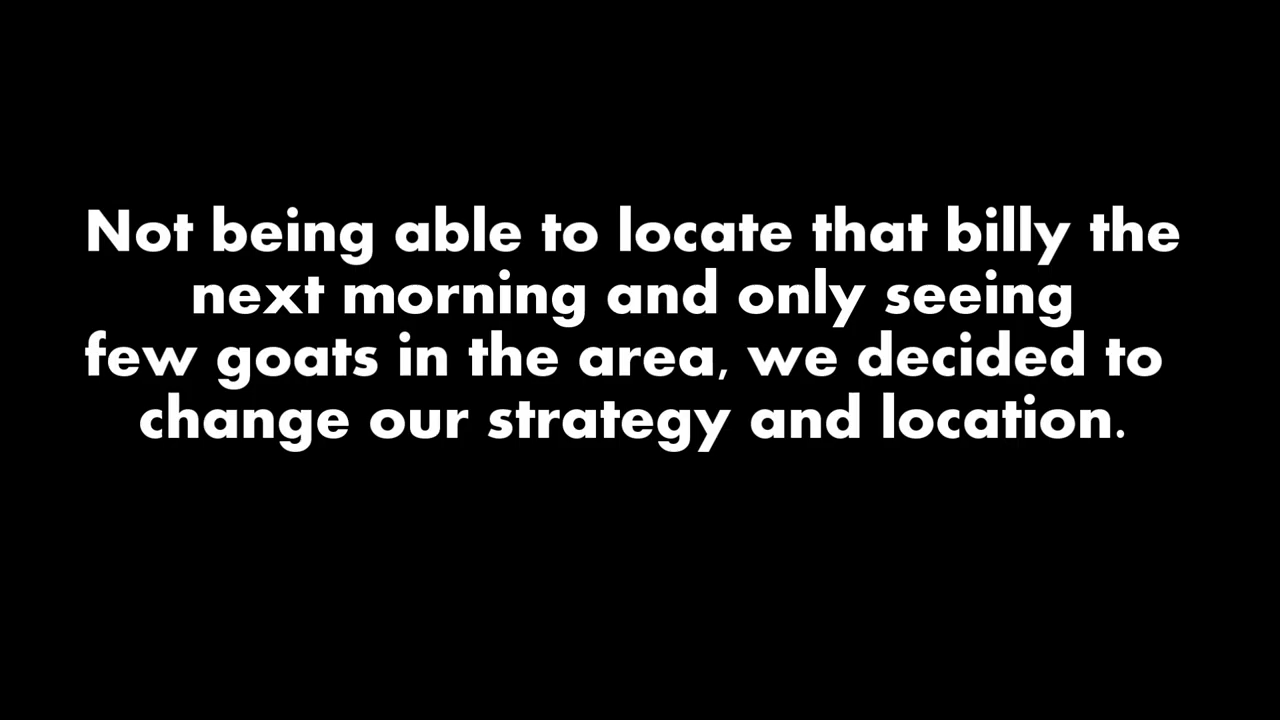 Not being able to locate that billy the
next morning and only seeing
few goats in the area, we decided to
change our strategy and location.